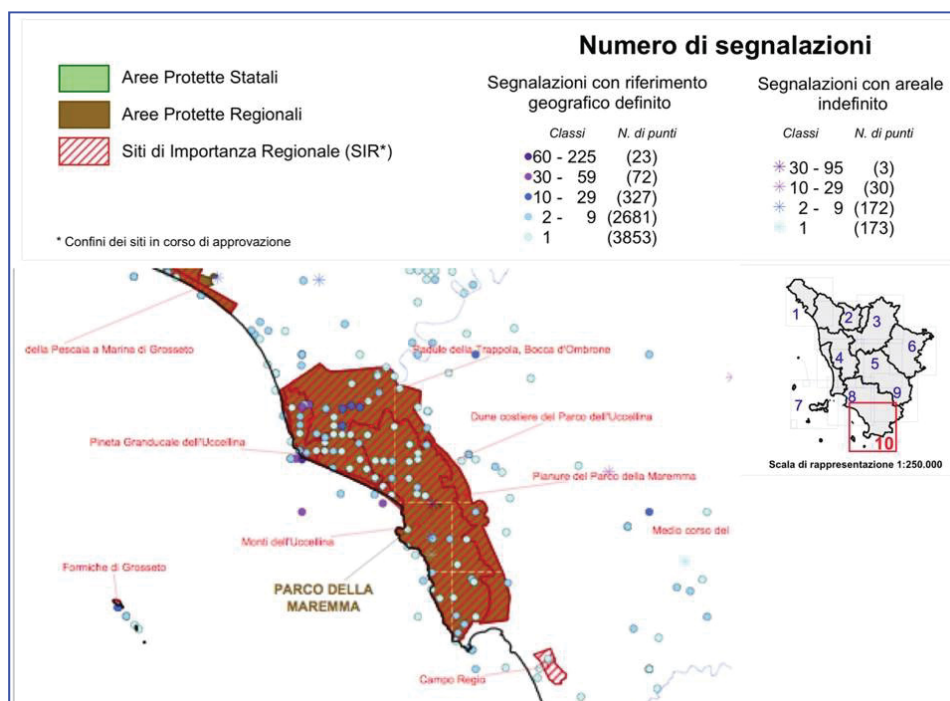 Aree Protette Statali
Aree Protette Regionali
Siti di Importanza Regionale (SIR*)
* Confini dei siti in corso di approvazione
Numero di segnalazioni
Segnalazioni con riferimento
geografico definito
Classi N. di punti
60 - 225 (23)
30 - 59 (72)
10 - 29 (327)
2 - 9 (2681)
1 (3853)
Segnalazioni con areale
indefinito
Classi N. di punti
30 - 95 (3)
10 - 29 (30)
2 - 9 (172)
1 (173)
della Pescaia a Marina di Grosseto
Padule della Trappola, Bocca d'Ombrone
Dune costiere del Parco dell'Uccellina
Pineta Granducale dell'Uccellina
Pianure del Parco della Maremma
Monti dell'Uccellina
Medio corso del
Formiche di Grosseto
PARCO DELLA
MAREMMA
Campo Regio
1
2
3
4
5
6
7
8
9
10
Scala di rappresentazione 1:250.000